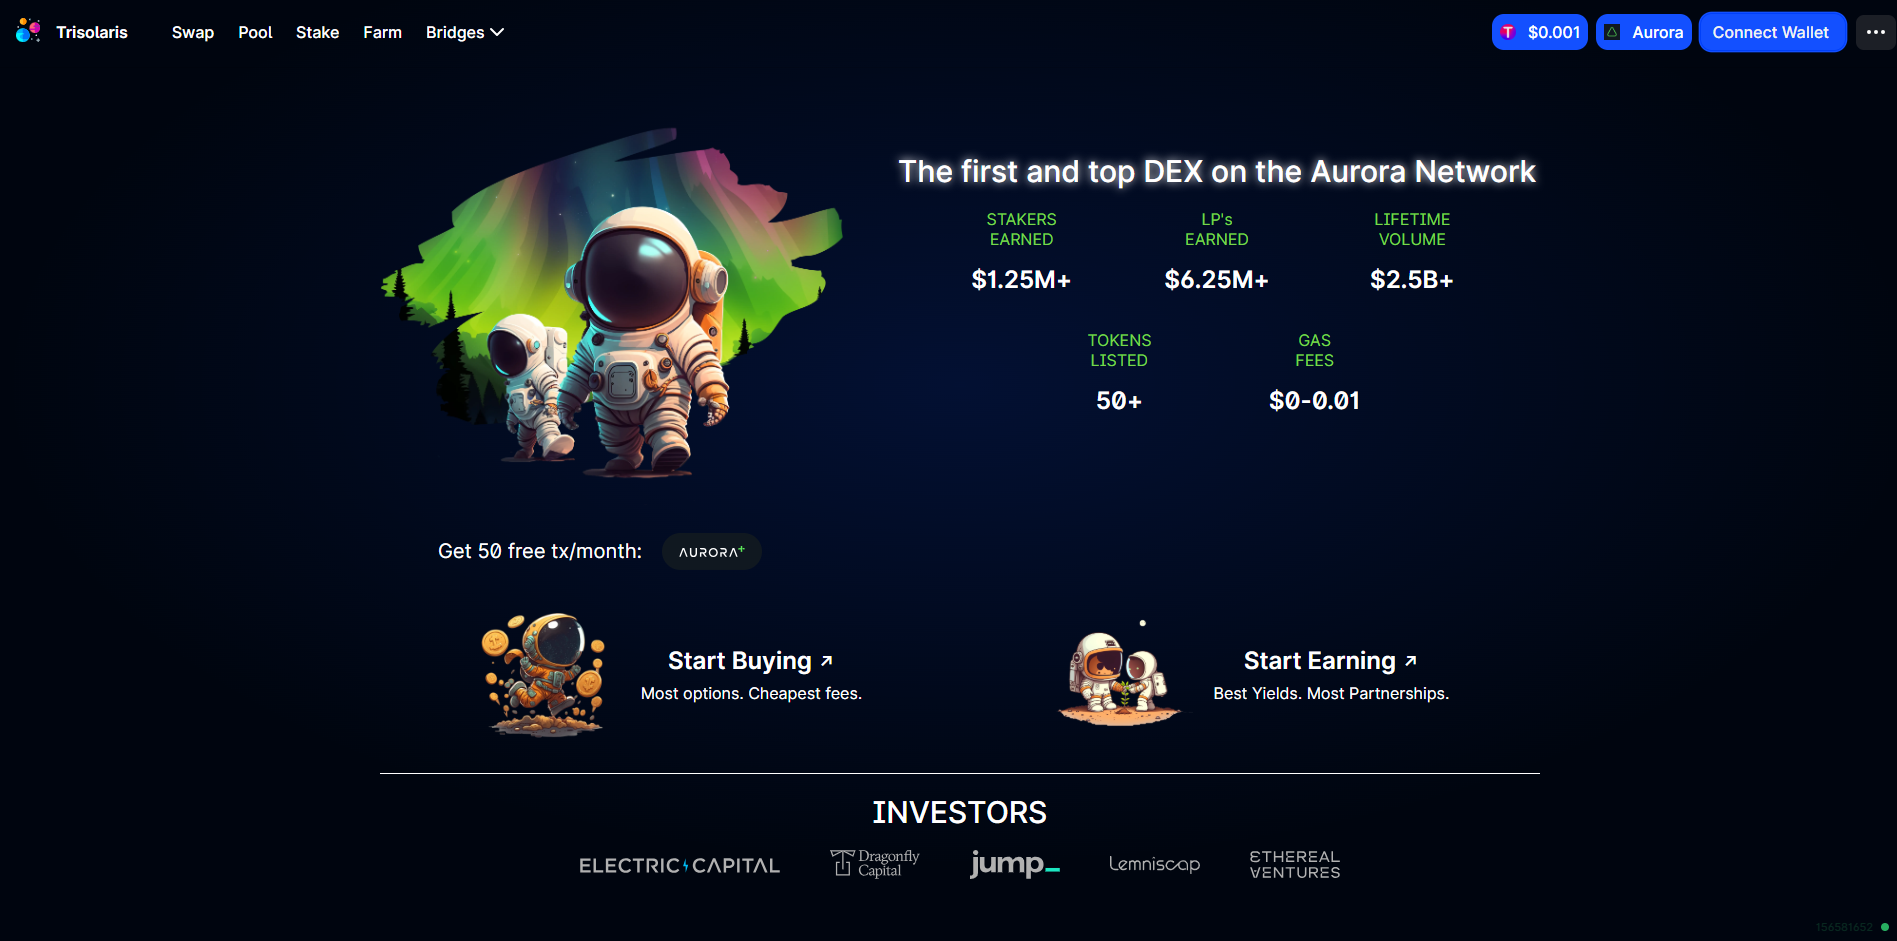 Trisolaris
Swap
Pool
Stake
Farm
Bridges
T
$0.001
Aurora
Connect Wallet
The first and top DEX on the Aurora Network
STAKERS
EARNED
$1.25M+
LP's
EARNED
$6.25M+
LIFETIME
VOLUME
$2.5B+
TOKENS
LISTED
50+
GAS
FEES
$0-0.01
Get 50 free tx/month:
AURORA+
Start Buying
Most options. Cheapest fees.
Start Earning
Best Yields. Most Partnerships.
INVESTORS
ELECTRIC CAPITAL
Dragonfly
Capital
jump_
Lemniscap
ETHEREAL
VENTURES
156581652